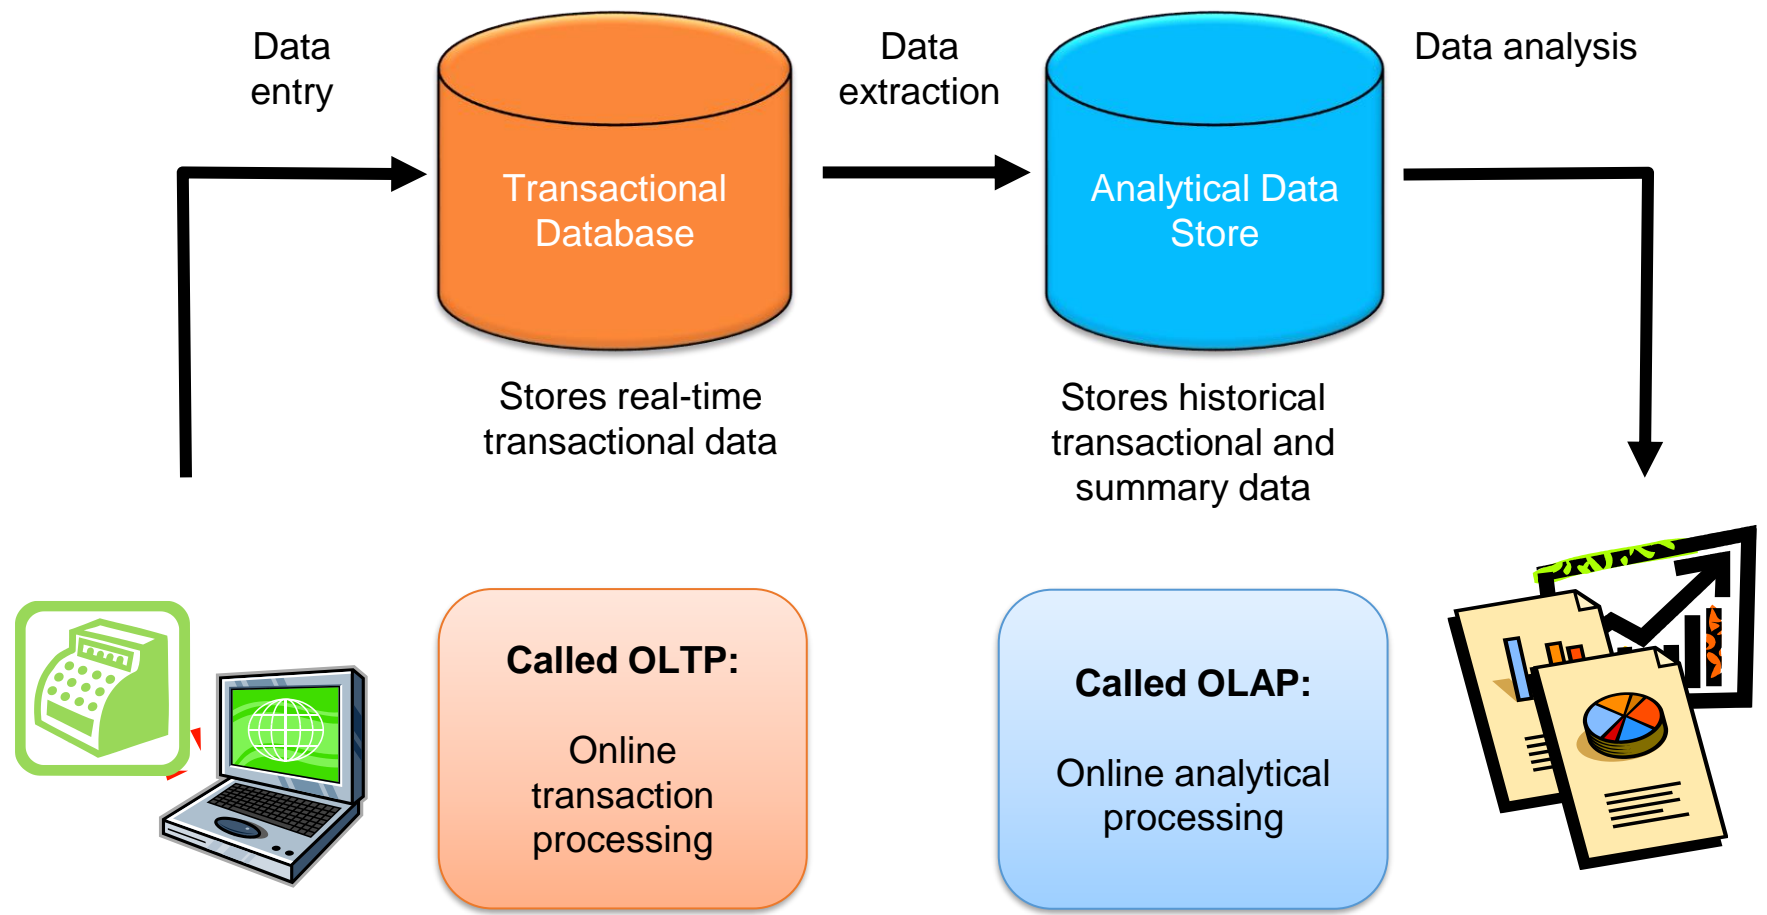 Data
entry
Data
extraction
Data analysis
Transactional
Database
Analytical Data
Store
Stores real-time
transactional data
Stores historical
transactional and
summary data
Called OLTP:
Online
transaction
processing
Called OLAP:
Online analytical
processing